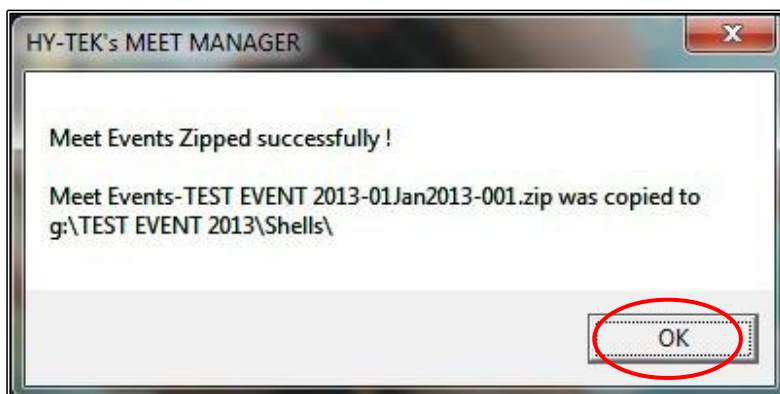 HY-TEK's MEET MANAGER
Meet Events Zipped successfully !
Meet Events-TEST EVENT 2013-01Jan2013-001.zip was copied to
g:\TEST EVENT 2013\Shells\
OK